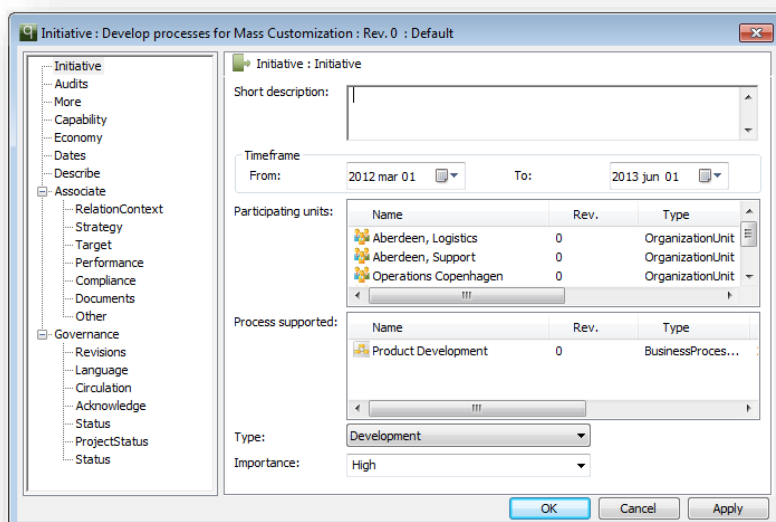 Initiative : Develop processes for Mass Customization : Rev. 0 : Default
Initiative
Audits
More
Capability
Economy
Dates
Describe
Associate
RelationContext
Strategy
Target
Performance
Compliance
Documents
Other
Governance
Revisions
Language
Circulation
Acknowledge
Status
ProjectStatus
Status
Initiative : Initiative
Short description:
Timeframe
From: 2012 mar 01 To: 2013 jun 01
Participating units:
Name Rev. Type
Aberdeen, Logistics 0 OrganizationUnit
Aberdeen, Support 0 OrganizationUnit
Operations Copenhagen 0 OrganizationUnit
Process supported:
Name Rev. Type
Product Development 0 BusinessProces...
Type: Development
Importance: High
OK Cancel Apply